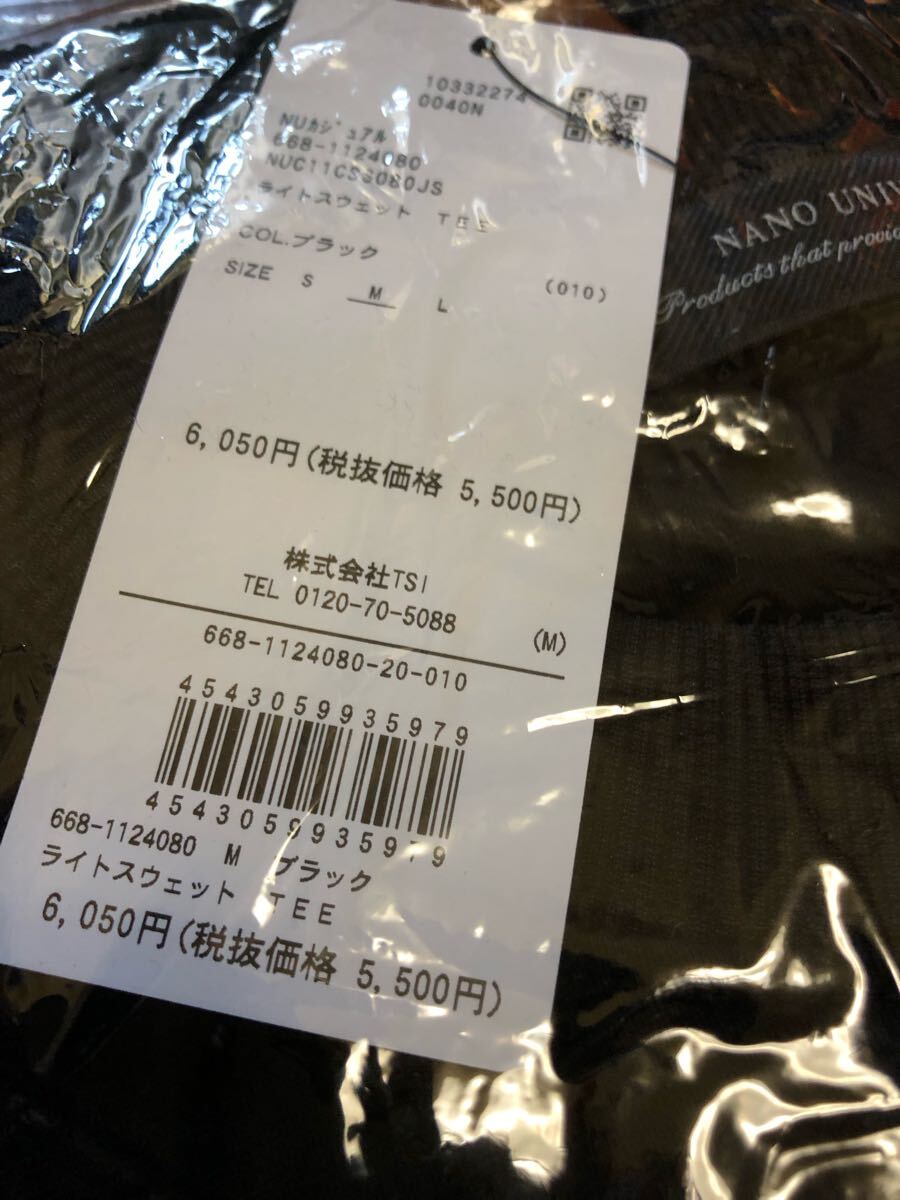 10332274
0040N
NUカジュアル
668-1124080
NUC11CS6080JS
ライトスウェット TEE
COL.ブラック
(010)
SIZE S M L
6,050円(税抜価格 5,500円)
株式会社TSI
TEL 0120-70-5088
(M)
668-1124080-20-010
4543059935979
4543059935979
668-1124080 M ブラック
ライトスウェット TEE
6,050円(税抜価格 5,500円)
NANO UNIV
Products that provid